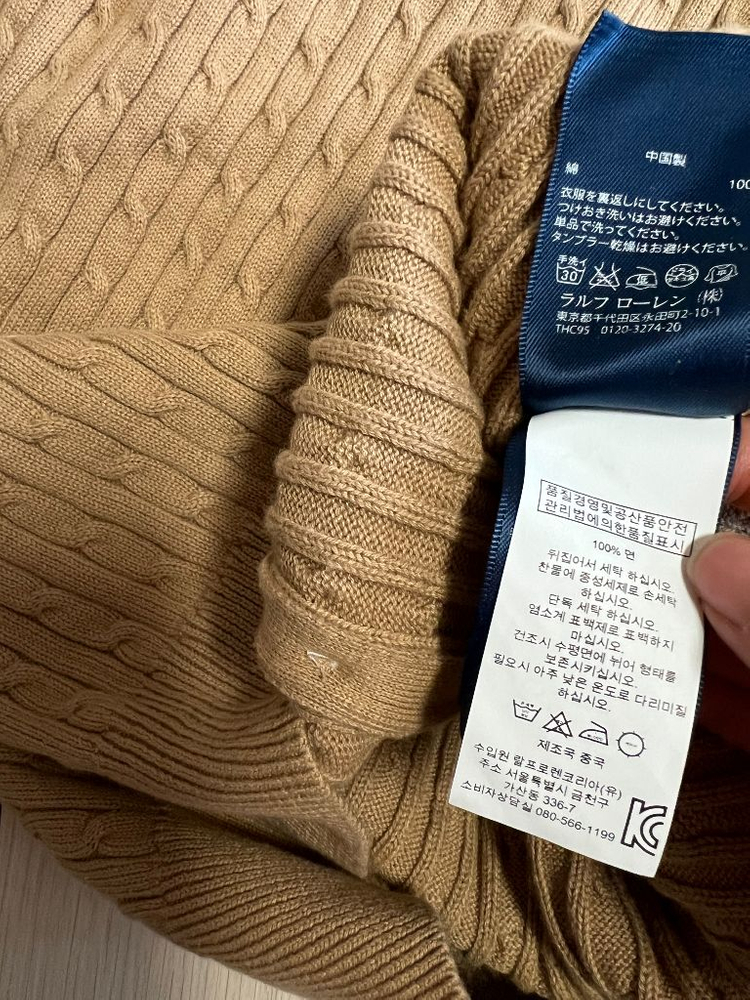 中国製
綿 100
衣服を裏返しにしてください。
つけおき洗いはお避けください。
単品で洗ってください。
タンブラー乾燥はお避けください。
手洗イ
30
低
ラルフ ローレン (株)
東京都千代田区永田町2-10-1
THC95 0120-3274-20
품질경영및공산품안전
관리법에의한품질표시
100% 면
뒤집어서 세탁 하십시오.
찬물에 중성세제로 손세탁
하십시오.
단독 세탁 하십시오.
염소계 표백제로 표백하지
마십시오.
건조시 수평면에 뉘어 형태를
보존시키십시오.
필요시 아주 낮은 온도로 다리미질
하십시오.
제조국 중국
수입원 랄프로렌코리아(유)
주소 서울특별시 금천구
가산동 336-7
소비자상담실 080-566-1199
KC